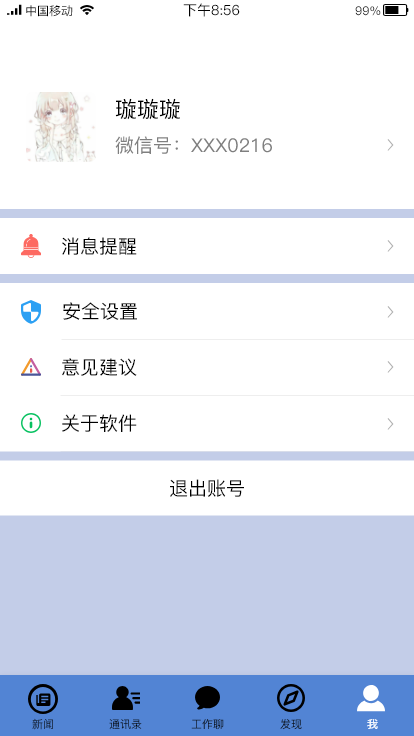 中国移动 下午8:56 99%
璇璇璇
微信号：XXX0216
消息提醒
安全设置
意见建议
关于软件
退出账号
新闻 通讯录 工作聊 发现 我